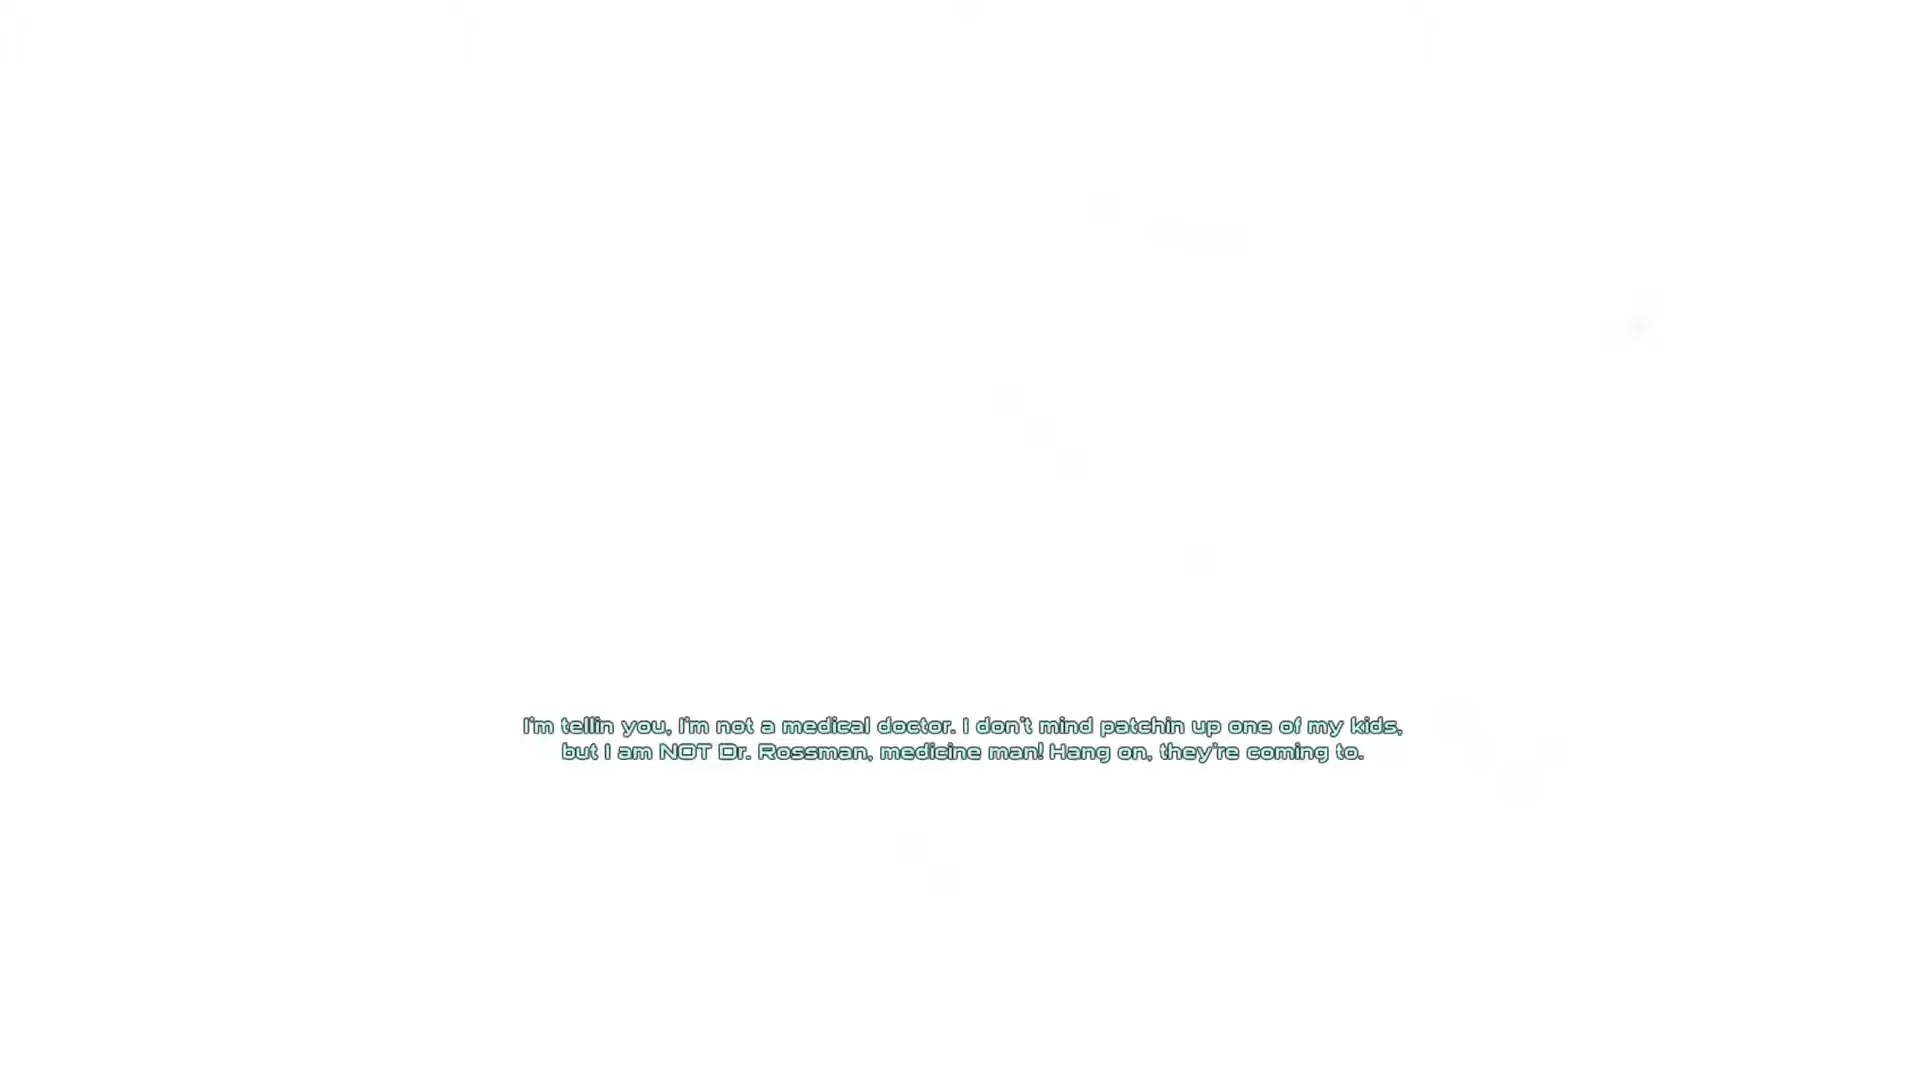 I'm tellin you, I'm not a medical doctor. I don't mind patchin up one of my kids,
but I am NOT Dr. Rossman, medicine man! Hang on, they're coming to.